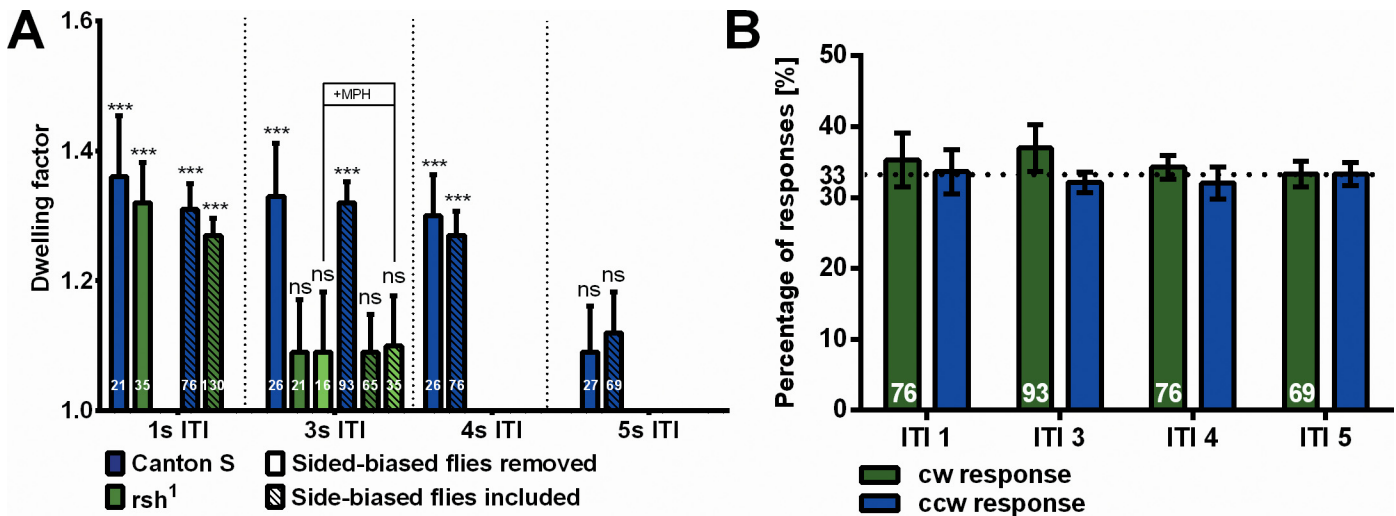 A
Dwelling factor
1.6
1.4
1.2
1.0
***
***
***
***
***
ns
ns
***
ns
ns
***
***
ns
ns
+MPH
21 35 76 130 26 21 16 93 65 35 26 76 27 69
1s ITI 3s ITI 4s ITI 5s ITI
Canton S Sided-biased flies removed
rsh1 Side-biased flies included
B
Percentage of responses [%]
50
40
33
30
20
10
0
76 93 76 69
ITI 1 ITI 3 ITI 4 ITI 5
cw response
ccw response